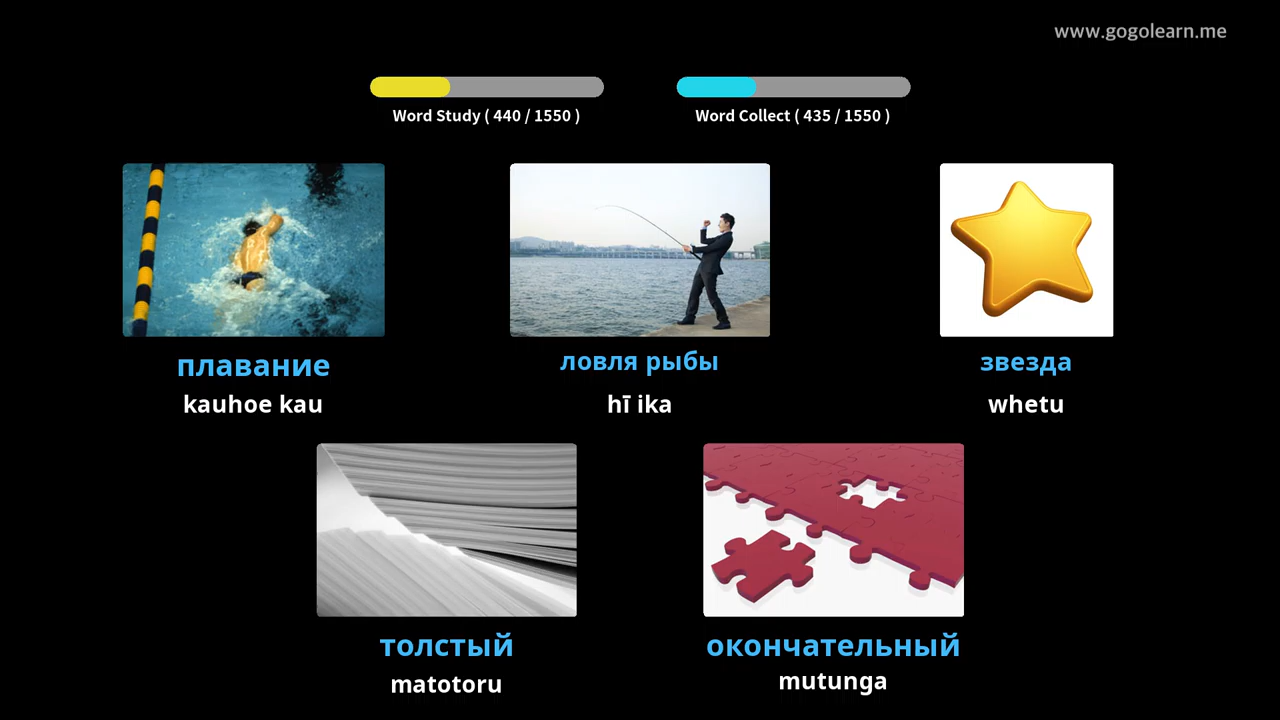 www.gogolearn.me
Word Study ( 440 / 1550 )
Word Collect ( 435 / 1550 )
плавание
kauhoe kau
ловля рыбы
hī ika
звезда
whetu
толстый
matotoru
окончательный
mutunga